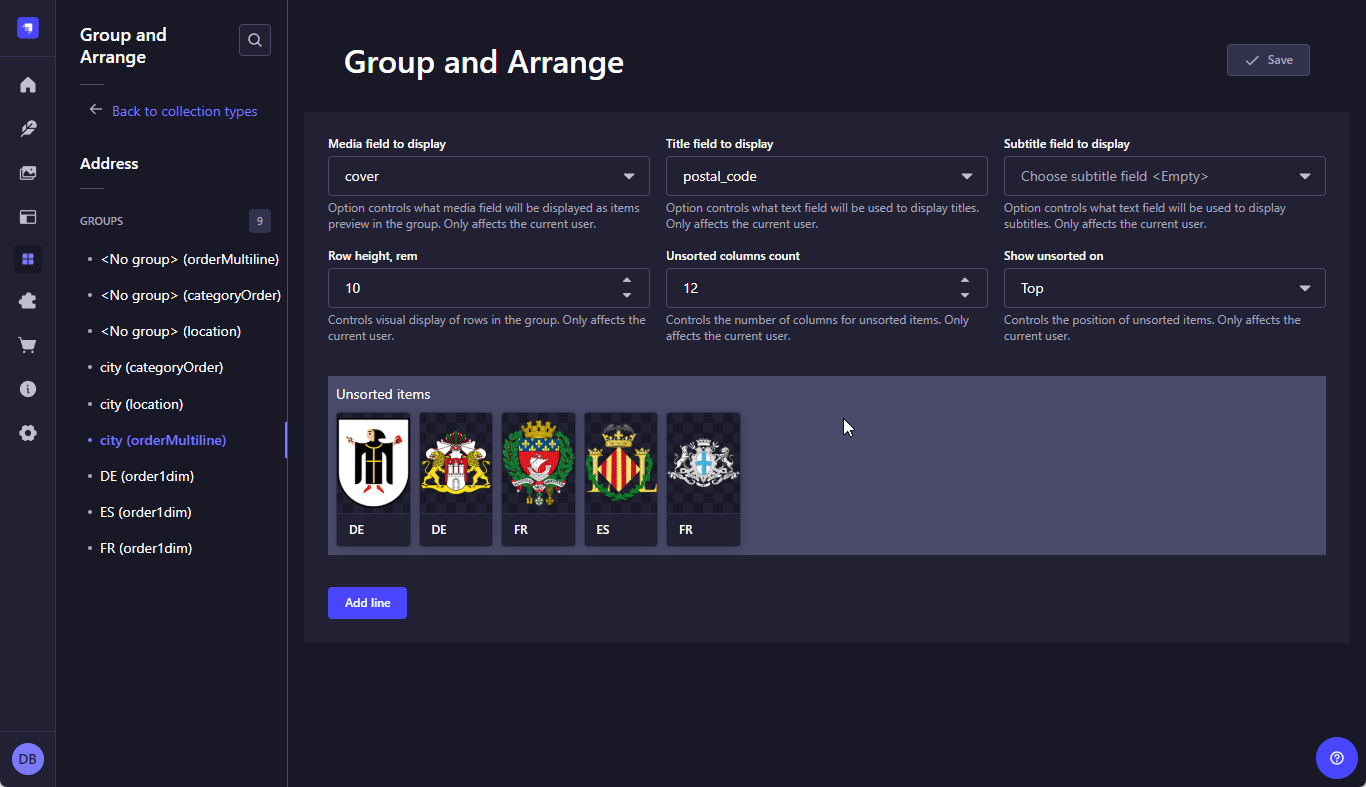 Group and
Arrange
Back to collection types
Address
GROUPS
9
<No group> (orderMultiline)
<No group> (categoryOrder)
<No group> (location)
city (categoryOrder)
city (location)
city (orderMultiline)
DE (order1dim)
ES (order1dim)
FR (order1dim)
DB
Group and Arrange
Save
Media field to display
cover
Option controls what media field will be displayed as items
preview in the group. Only affects the current user.
Title field to display
postal_code
Option controls what text field will be used to display titles.
Only affects the current user.
Subtitle field to display
Choose subtitle field <Empty>
Option controls what text field will be used to display
subtitles. Only affects the current user.
Row height, rem
10
Controls visual display of rows in the group. Only affects the
current user.
Unsorted columns count
12
Controls the number of columns for unsorted items. Only
affects the current user.
Show unsorted on
Top
Controls the position of unsorted items. Only affects the
current user.
Unsorted items
DE
DE
FR
ES
FR
Add line